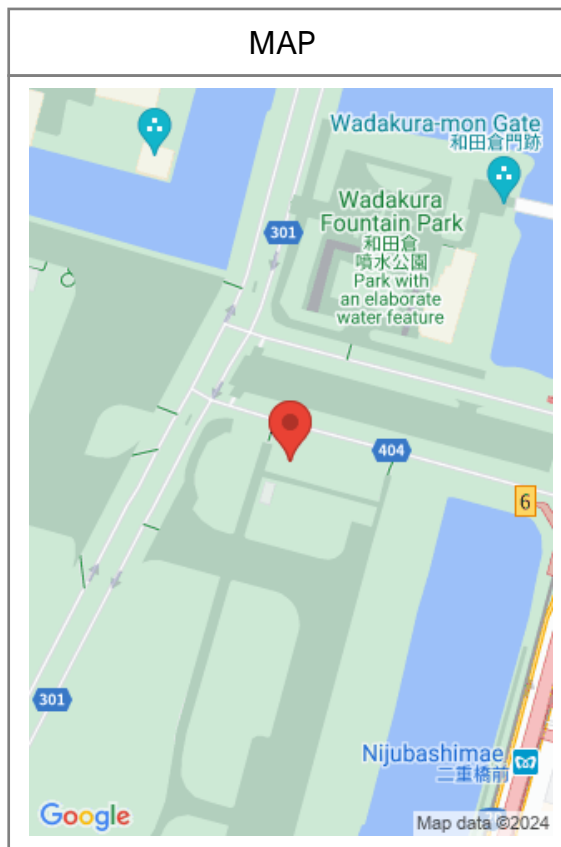 MAP
Wadakura-mon Gate
和田倉門跡
Wadakura
Fountain Park
和田倉
噴水公園
Park with
an elaborate
water feature
301
404
6
301
Nijubashimae
二重橋前
Google
Map data ©2024